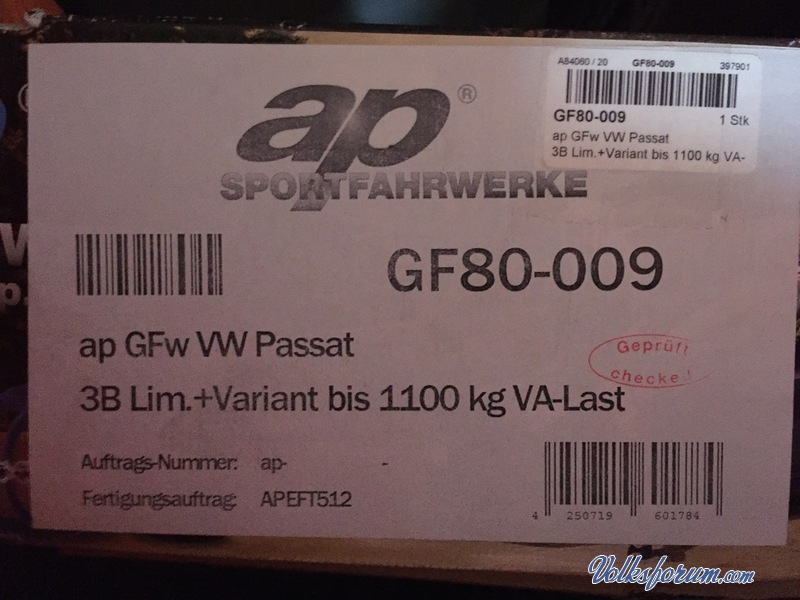 ap®
SPORTFAHRWERKE
A84060 / 20 GF80-009 397901
GF80-009 1 Stk
ap GFw VW Passat
3B Lim.+Variant bis 1100 kg VA-
GF80-009
ap GFw VW Passat
3B Lim.+Variant bis 1100 kg VA-Last
Geprüft
checked
Auftrags-Nummer: ap- -
Fertigungsauftrag: APEFT512
4 250719 601784
Volksforum.com